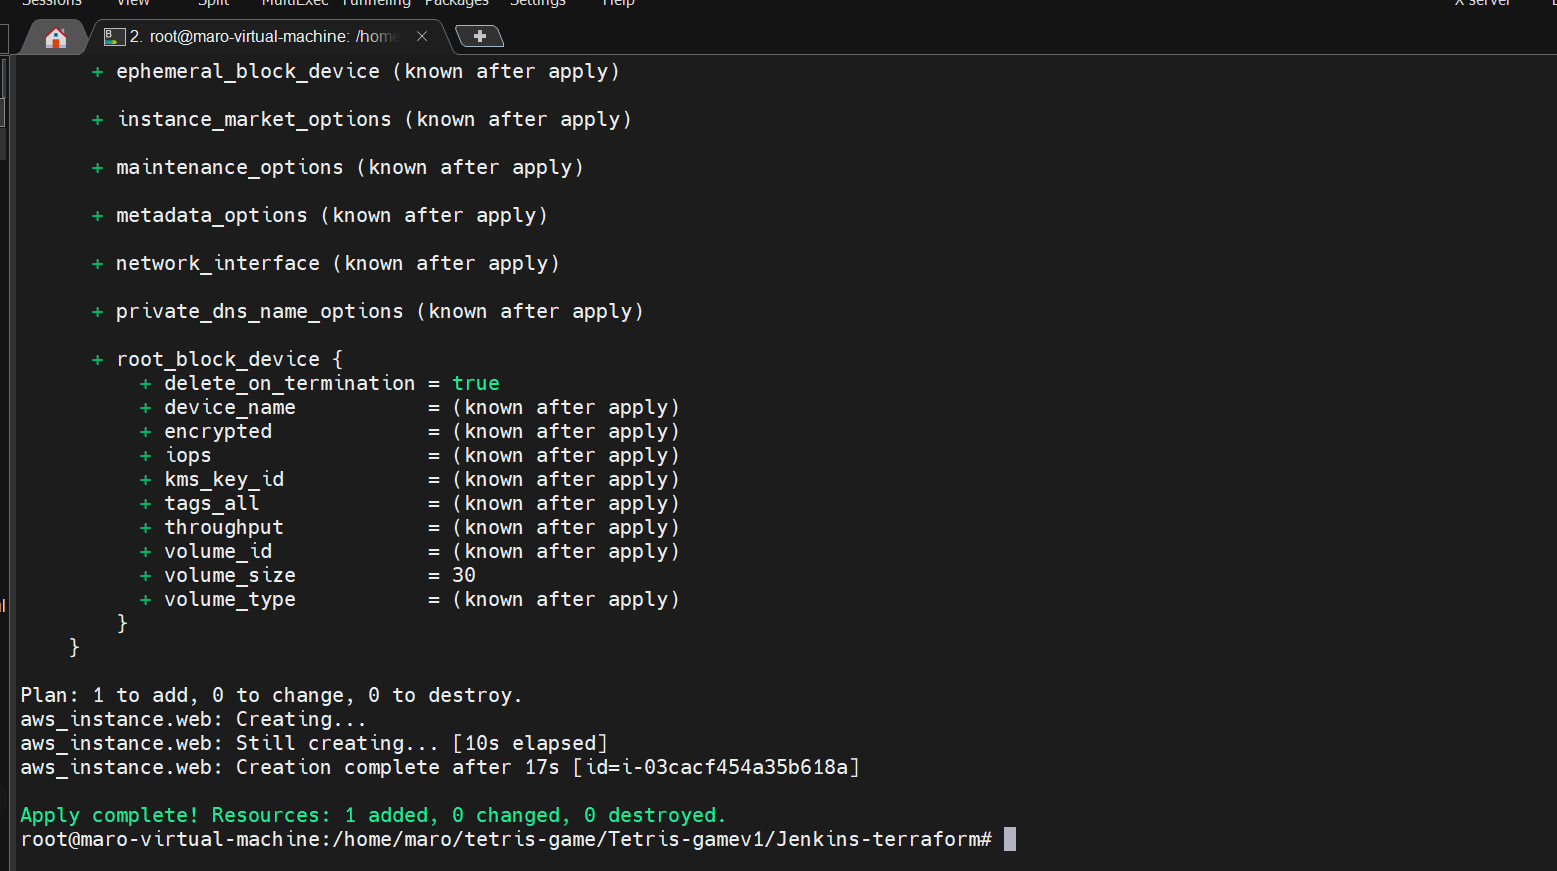 Sessions View Split MultiExec Tunneling Packages Settings Help X server
2. root@maro-virtual-machine: /home
+ ephemeral_block_device (known after apply)
+ instance_market_options (known after apply)
+ maintenance_options (known after apply)
+ metadata_options (known after apply)
+ network_interface (known after apply)
+ private_dns_name_options (known after apply)
+ root_block_device {
+ delete_on_termination = true
+ device_name = (known after apply)
+ encrypted = (known after apply)
+ iops = (known after apply)
+ kms_key_id = (known after apply)
+ tags_all = (known after apply)
+ throughput = (known after apply)
+ volume_id = (known after apply)
+ volume_size = 30
+ volume_type = (known after apply)
}
}
Plan: 1 to add, 0 to change, 0 to destroy.
aws_instance.web: Creating...
aws_instance.web: Still creating... [10s elapsed]
aws_instance.web: Creation complete after 17s [id=i-03cacf454a35b618a]
Apply complete! Resources: 1 added, 0 changed, 0 destroyed.
root@maro-virtual-machine:/home/maro/tetris-game/Tetris-gamev1/Jenkins-terraform#